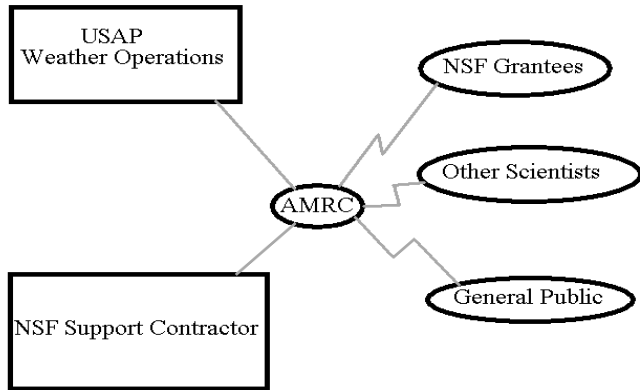 USAP
Weather Operations
NSF Grantees
Other Scientists
AMRC
General Public
NSF Support Contractor